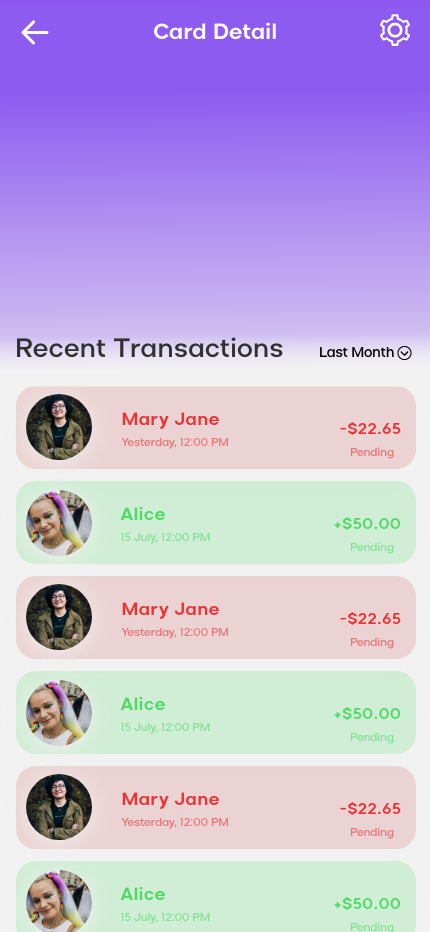 Card Detail
Recent Transactions
Last Month
Mary Jane
-$22.65
Yesterday, 12:00 PM
Pending
Alice
+$50.00
15 July, 12:00 PM
Pending
Mary Jane
-$22.65
Yesterday, 12:00 PM
Pending
Alice
+$50.00
15 July, 12:00 PM
Pending
Mary Jane
-$22.65
Yesterday, 12:00 PM
Pending
Alice
+$50.00
15 July, 12:00 PM
Pending